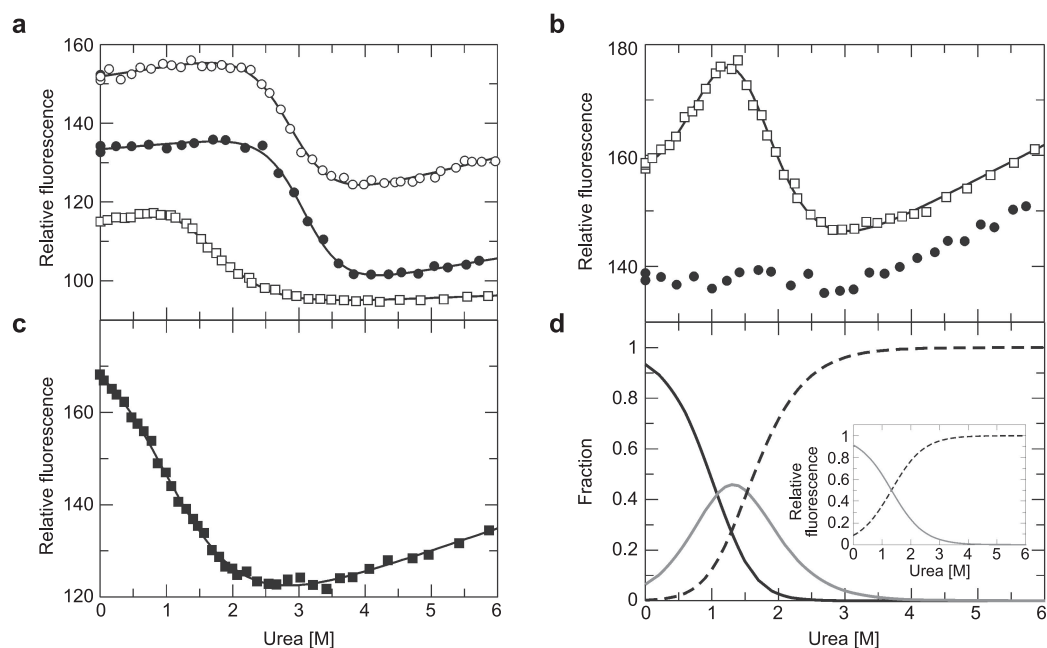 a
160
140
120
100
Relative fluorescence
b
180
160
140
Relative fluorescence
c
160
140
120
Relative fluorescence
0 1 2 3 4 5 6
Urea [M]
d
1
0.8
0.6
0.4
0.2
0
Fraction
0 1 2 3 4 5 6
Urea [M]
1
0.8
0.6
0.4
0.2
0
Relative
fluorescence
0 1 2 3 4 5 6
Urea [M]